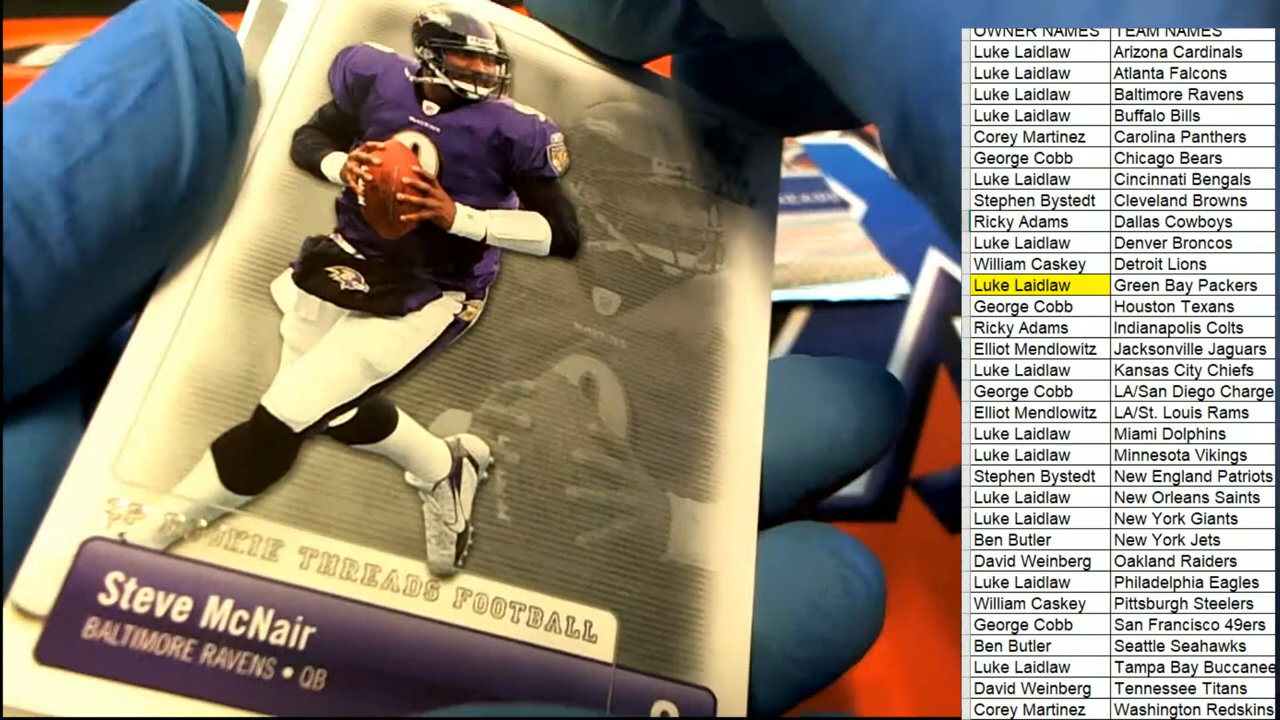 RAVENS
ROOKIE THREADS FOOTBALL
Steve McNair
BALTIMORE RAVENS • QB
OWNER NAMES TEAM NAMES
Luke Laidlaw Arizona Cardinals
Luke Laidlaw Atlanta Falcons
Luke Laidlaw Baltimore Ravens
Luke Laidlaw Buffalo Bills
Corey Martinez Carolina Panthers
George Cobb Chicago Bears
Luke Laidlaw Cincinnati Bengals
Stephen Bystedt Cleveland Browns
Ricky Adams Dallas Cowboys
Luke Laidlaw Denver Broncos
William Caskey Detroit Lions
Luke Laidlaw Green Bay Packers
George Cobb Houston Texans
Ricky Adams Indianapolis Colts
Elliot Mendlowitz Jacksonville Jaguars
Luke Laidlaw Kansas City Chiefs
George Cobb LA/San Diego Charge
Elliot Mendlowitz LA/St. Louis Rams
Luke Laidlaw Miami Dolphins
Luke Laidlaw Minnesota Vikings
Stephen Bystedt New England Patriots
Luke Laidlaw New Orleans Saints
Luke Laidlaw New York Giants
Ben Butler New York Jets
David Weinberg Oakland Raiders
Luke Laidlaw Philadelphia Eagles
William Caskey Pittsburgh Steelers
George Cobb San Francisco 49ers
Ben Butler Seattle Seahawks
Luke Laidlaw Tampa Bay Buccanee
David Weinberg Tennessee Titans
Corey Martinez Washington Redskins